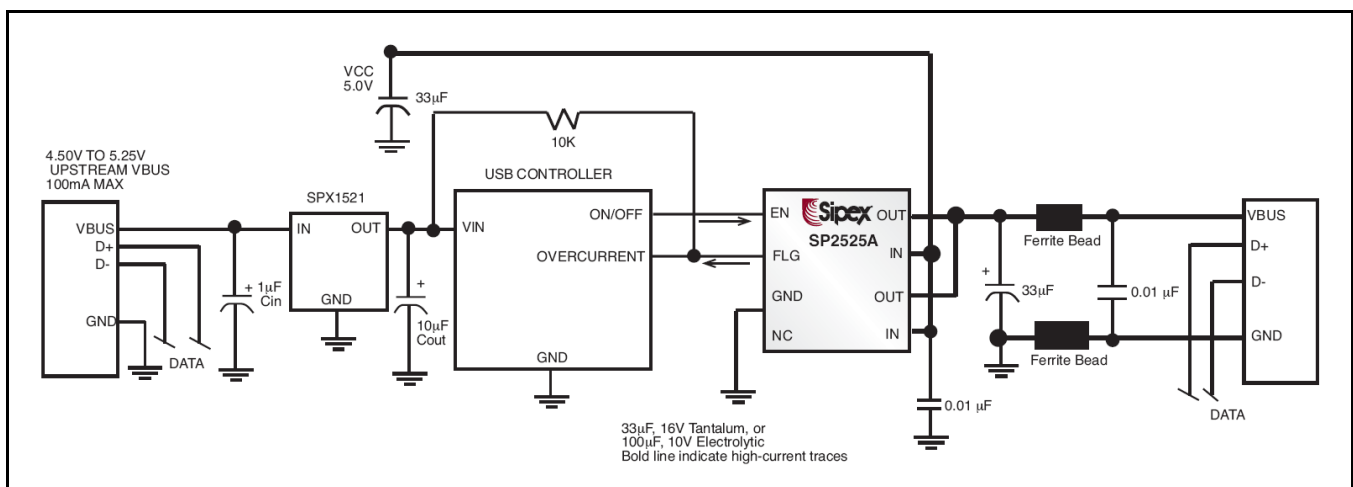 VCC
5.0V
33µF
10K
4.50V TO 5.25V
UPSTREAM VBUS
100mA MAX
VBUS
D+
D-
GND
DATA
+ 1µF
Cin
SPX1521
IN
OUT
GND
+
10µF
Cout
USB CONTROLLER
VIN
ON/OFF
OVERCURRENT
GND
Sipex
SP2525A
EN
FLG
GND
NC
OUT
IN
OUT
IN
0.01 µF
+
33µF
Ferrite Bead
Ferrite Bead
0.01 µF
VBUS
D+
D-
GND
DATA
33µF, 16V Tantalum, or
100µF, 10V Electrolytic
Bold line indicate high-current traces